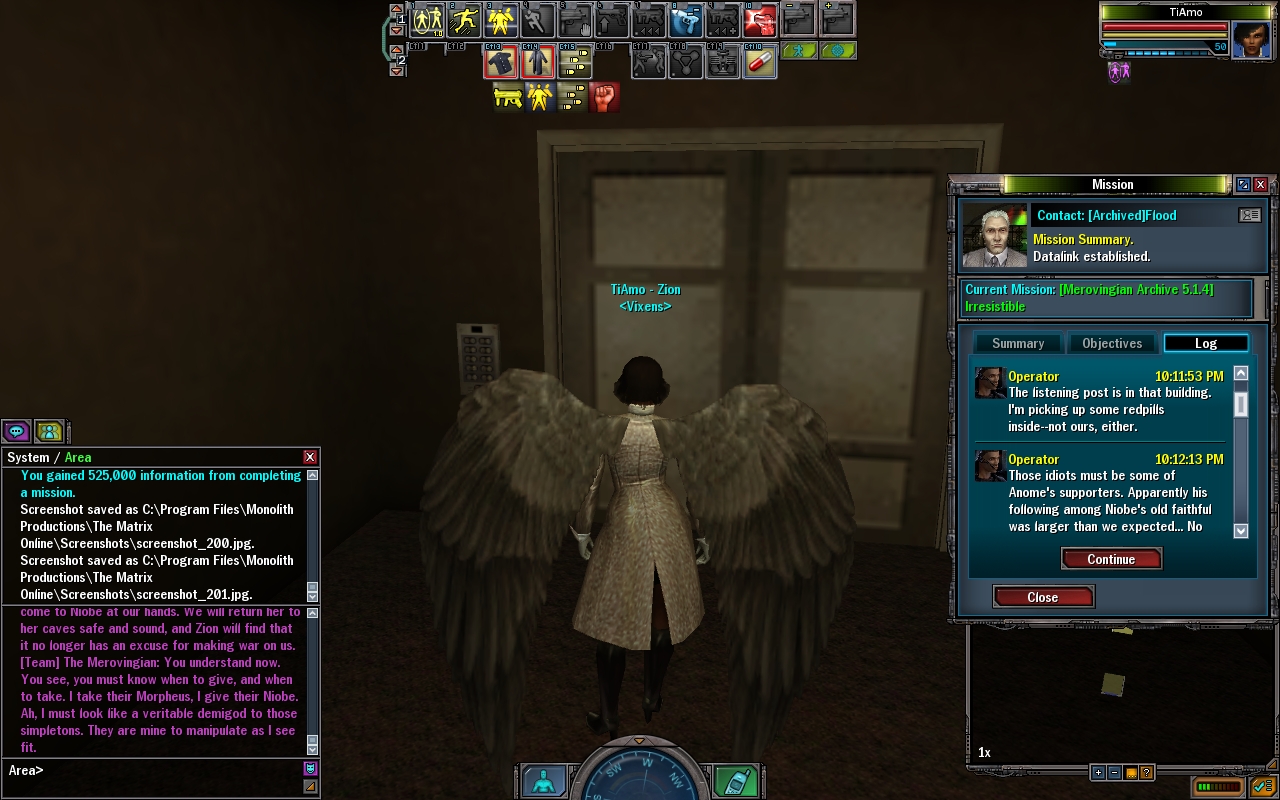 TiAmo
50
1
2
1.0
TiAmo - Zion
<Vixens>
Mission
Contact: [Archived]Flood
Mission Summary.
Datalink established.
Current Mission: [Merovingian Archive 5.1.4]
Irresistible
Summary
Objectives
Log
Operator 10:11:53 PM
The listening post is in that building.
I'm picking up some redpills
inside--not ours, either.
Operator 10:12:13 PM
Those idiots must be some of
Anome's supporters. Apparently his
following among Niobe's old faithful
was larger than we expected... No
Continue
Close
System / Area
You gained 525,000 information from completing
a mission.
Screenshot saved as C:\Program Files\Monolith
Productions\The Matrix
Online\Screenshots\screenshot_200.jpg.
Screenshot saved as C:\Program Files\Monolith
Productions\The Matrix
Online\Screenshots\screenshot_201.jpg.
come to Niobe at our hands. We will return her to
her caves safe and sound, and Zion will find that
it no longer has an excuse for making war on us.
[Team] The Merovingian: You understand now.
You see, you must know when to give, and when
to take. I take their Morpheus, I give their Niobe.
Ah, I must look like a veritable demigod to those
simpletons. They are mine to manipulate as I see
fit.
Area>
SW
W
NW
1x